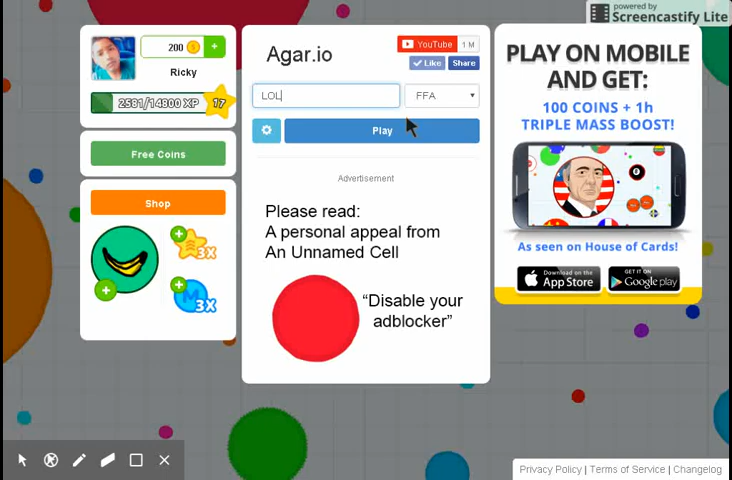 powered by
Screencastify Lite
200
+
Ricky
2581/14800 XP
17
Free Coins
Shop
3X
M
3X
Agar.io
YouTube
1 M
Like
Share
LOL
FFA
Play
Advertisement
Please read:
A personal appeal from
An Unnamed Cell
“Disable your
adblocker”
PLAY ON MOBILE
AND GET:
100 COINS + 1h
TRIPLE MASS BOOST!
As seen on House of Cards!
Download on the
App Store
GET IT ON
Google play
Privacy Policy | Terms of Service | Changelog